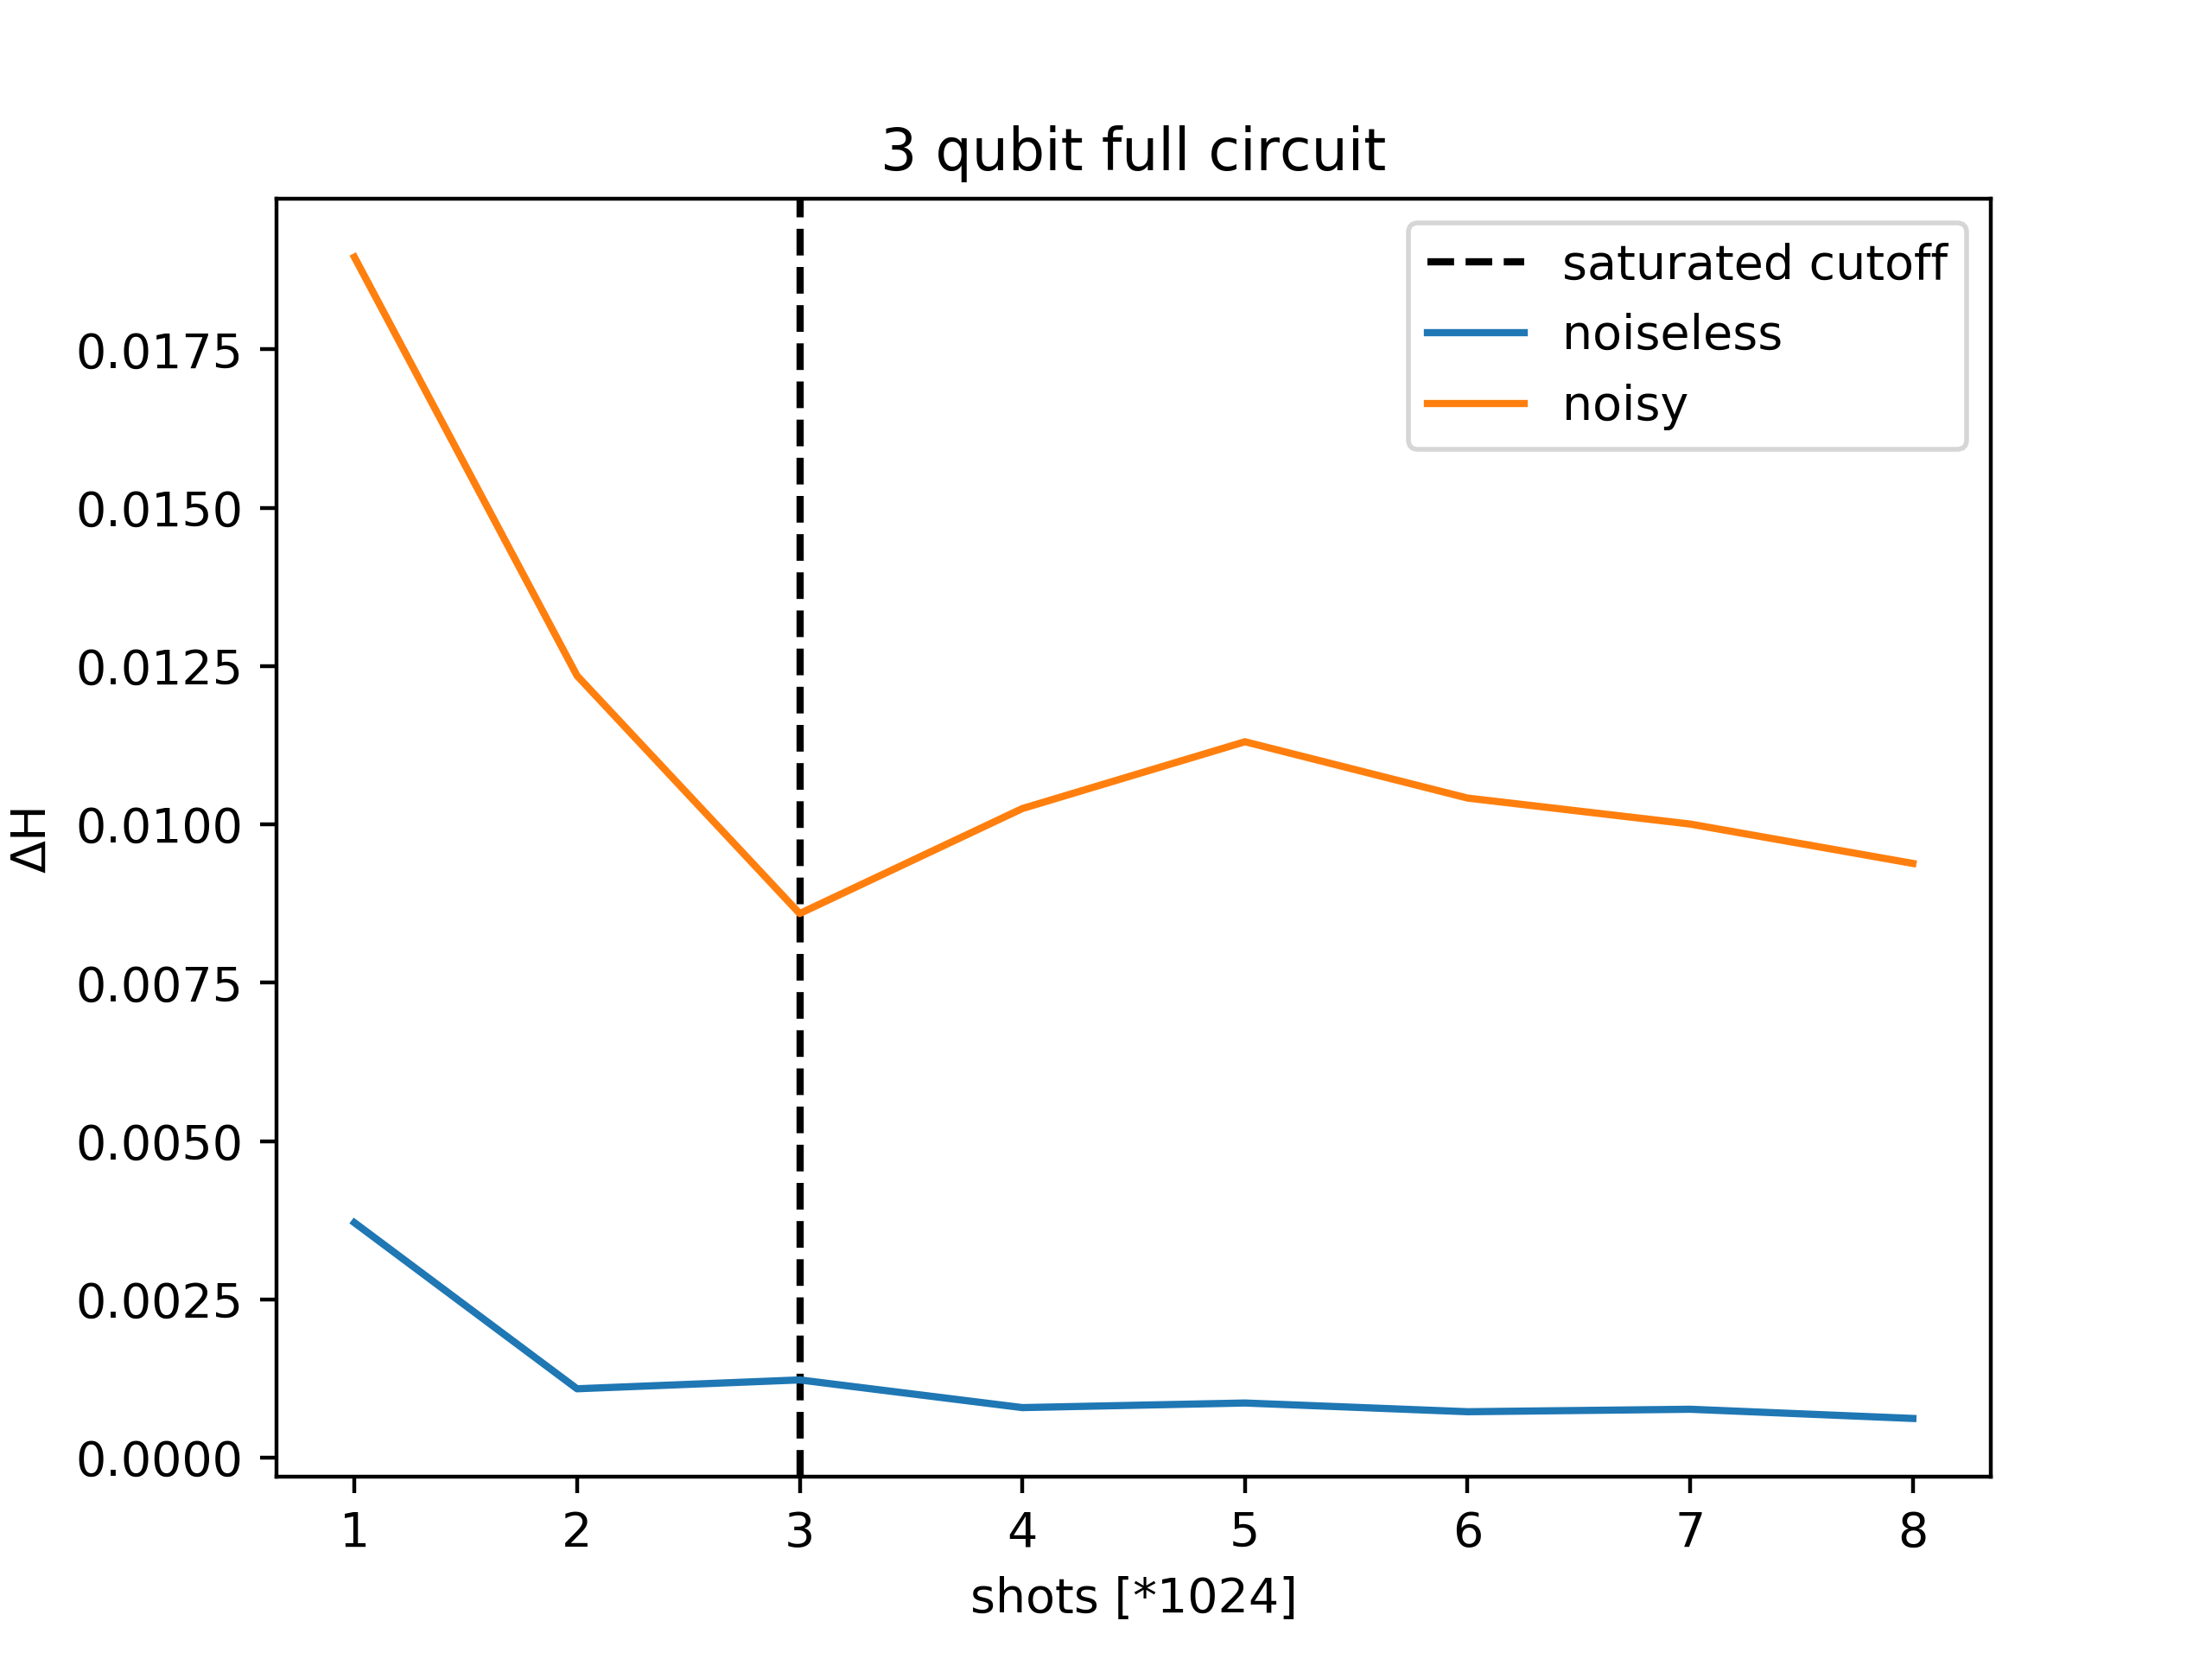 3 qubit full circuit
saturated cutoff
noiseless
noisy
0.0175
0.0150
0.0125
0.0100
0.0075
0.0050
0.0025
0.0000
ΔH
1 2 3 4 5 6 7 8
shots [*1024]